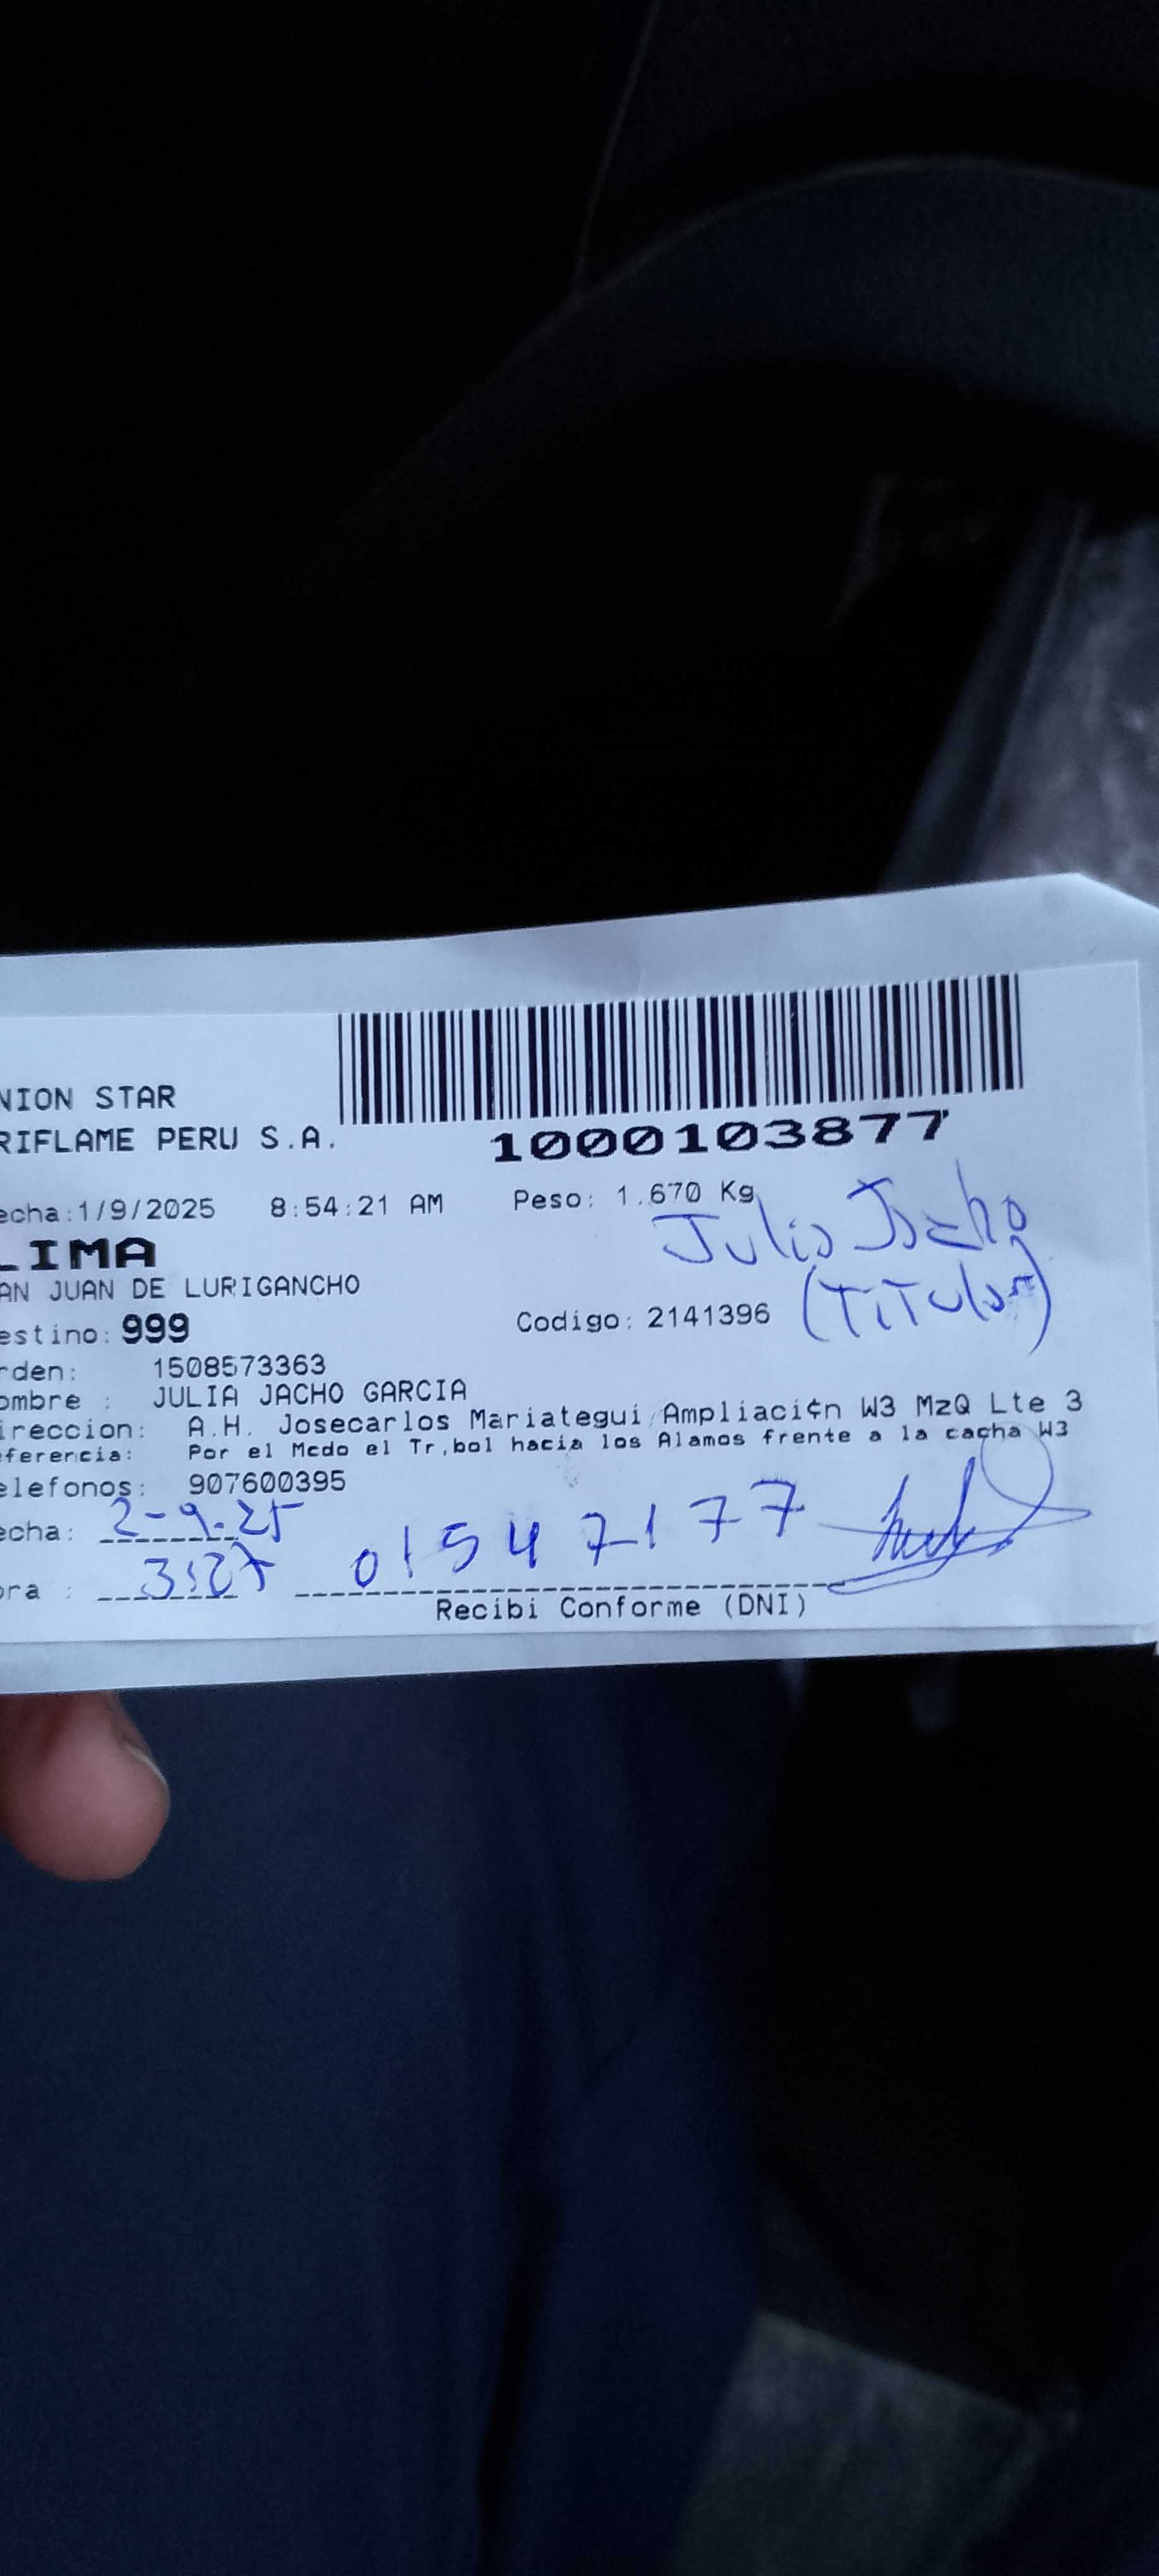 NION STAR
RIFLAME PERU S.A.
1000103877
echa:1/9/2025 8:54:21 AM Peso: 1.670 Kg
Julia Jacho
LIMA
AN JUAN DE LURIGANCHO
(TiTular)
estino: 999 Codigo: 2141396
rden: 1508573363
ombre : JULIA JACHO GARCIA
ireccion: A.H. Josecarlos Mariategui Ampliaci¢n W3 MzQ Lte 3
eferencia: Por el Mcdo el Tr,bol hacia los Alamos frente a la cacha W3
elefonos: 907600395
echa: 2-9-25
ora : 3:27 01547177
Recibi Conforme (DNI)